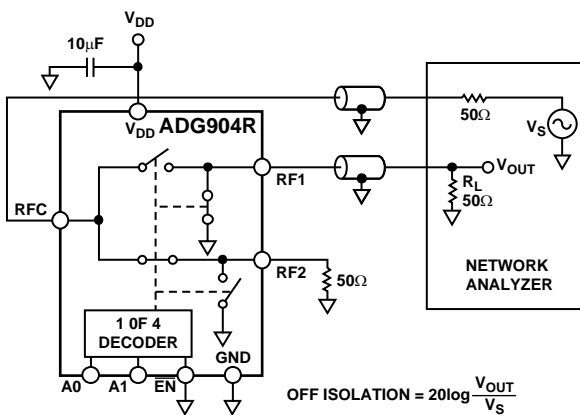 VDD
10μF
VDD
ADG904R
50Ω
VS
RF1
VOUT
RL
50Ω
RFC
RF2
50Ω
NETWORK
ANALYZER
1 0F 4
DECODER
GND
A0
A1
EN
OFF ISOLATION = 20log VOUT
VS